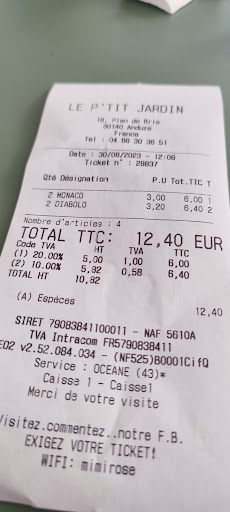 LE P'TIT JARDIN
18, Plan de Brie
30140 Anduze
France
Tel : 04 66 30 36 51
Date : 30/08/2023 - 12:06
Ticket n° : 28637
Qté Désignation P.U Tot.TTC T
2 MONACO 3,00 6,00 1
2 DIABOLO 3,20 6,40 2
Nombre d'articles : 4
TOTAL TTC: 12,40 EUR
Code TVA HT TVA TTC
(1) 20.00% 5,00 1,00 6,00
(2) 10.00% 5,82 0,58 6,40
TOTAL HT 10,82
(A) Espèces 12,40
SIRET 79083841100011 - NAF 5610A
TVA Intracom FR5790838411
E02 v2.52.084.034 - (NF525)B0001CifQ
Service : OCEANE (43)*
Caisse 1 - Caisse1
Merci de votre visite
Visitez.commentez..notre F.B.
EXIGEZ VOTRE TICKET!
WIFI: mimirose